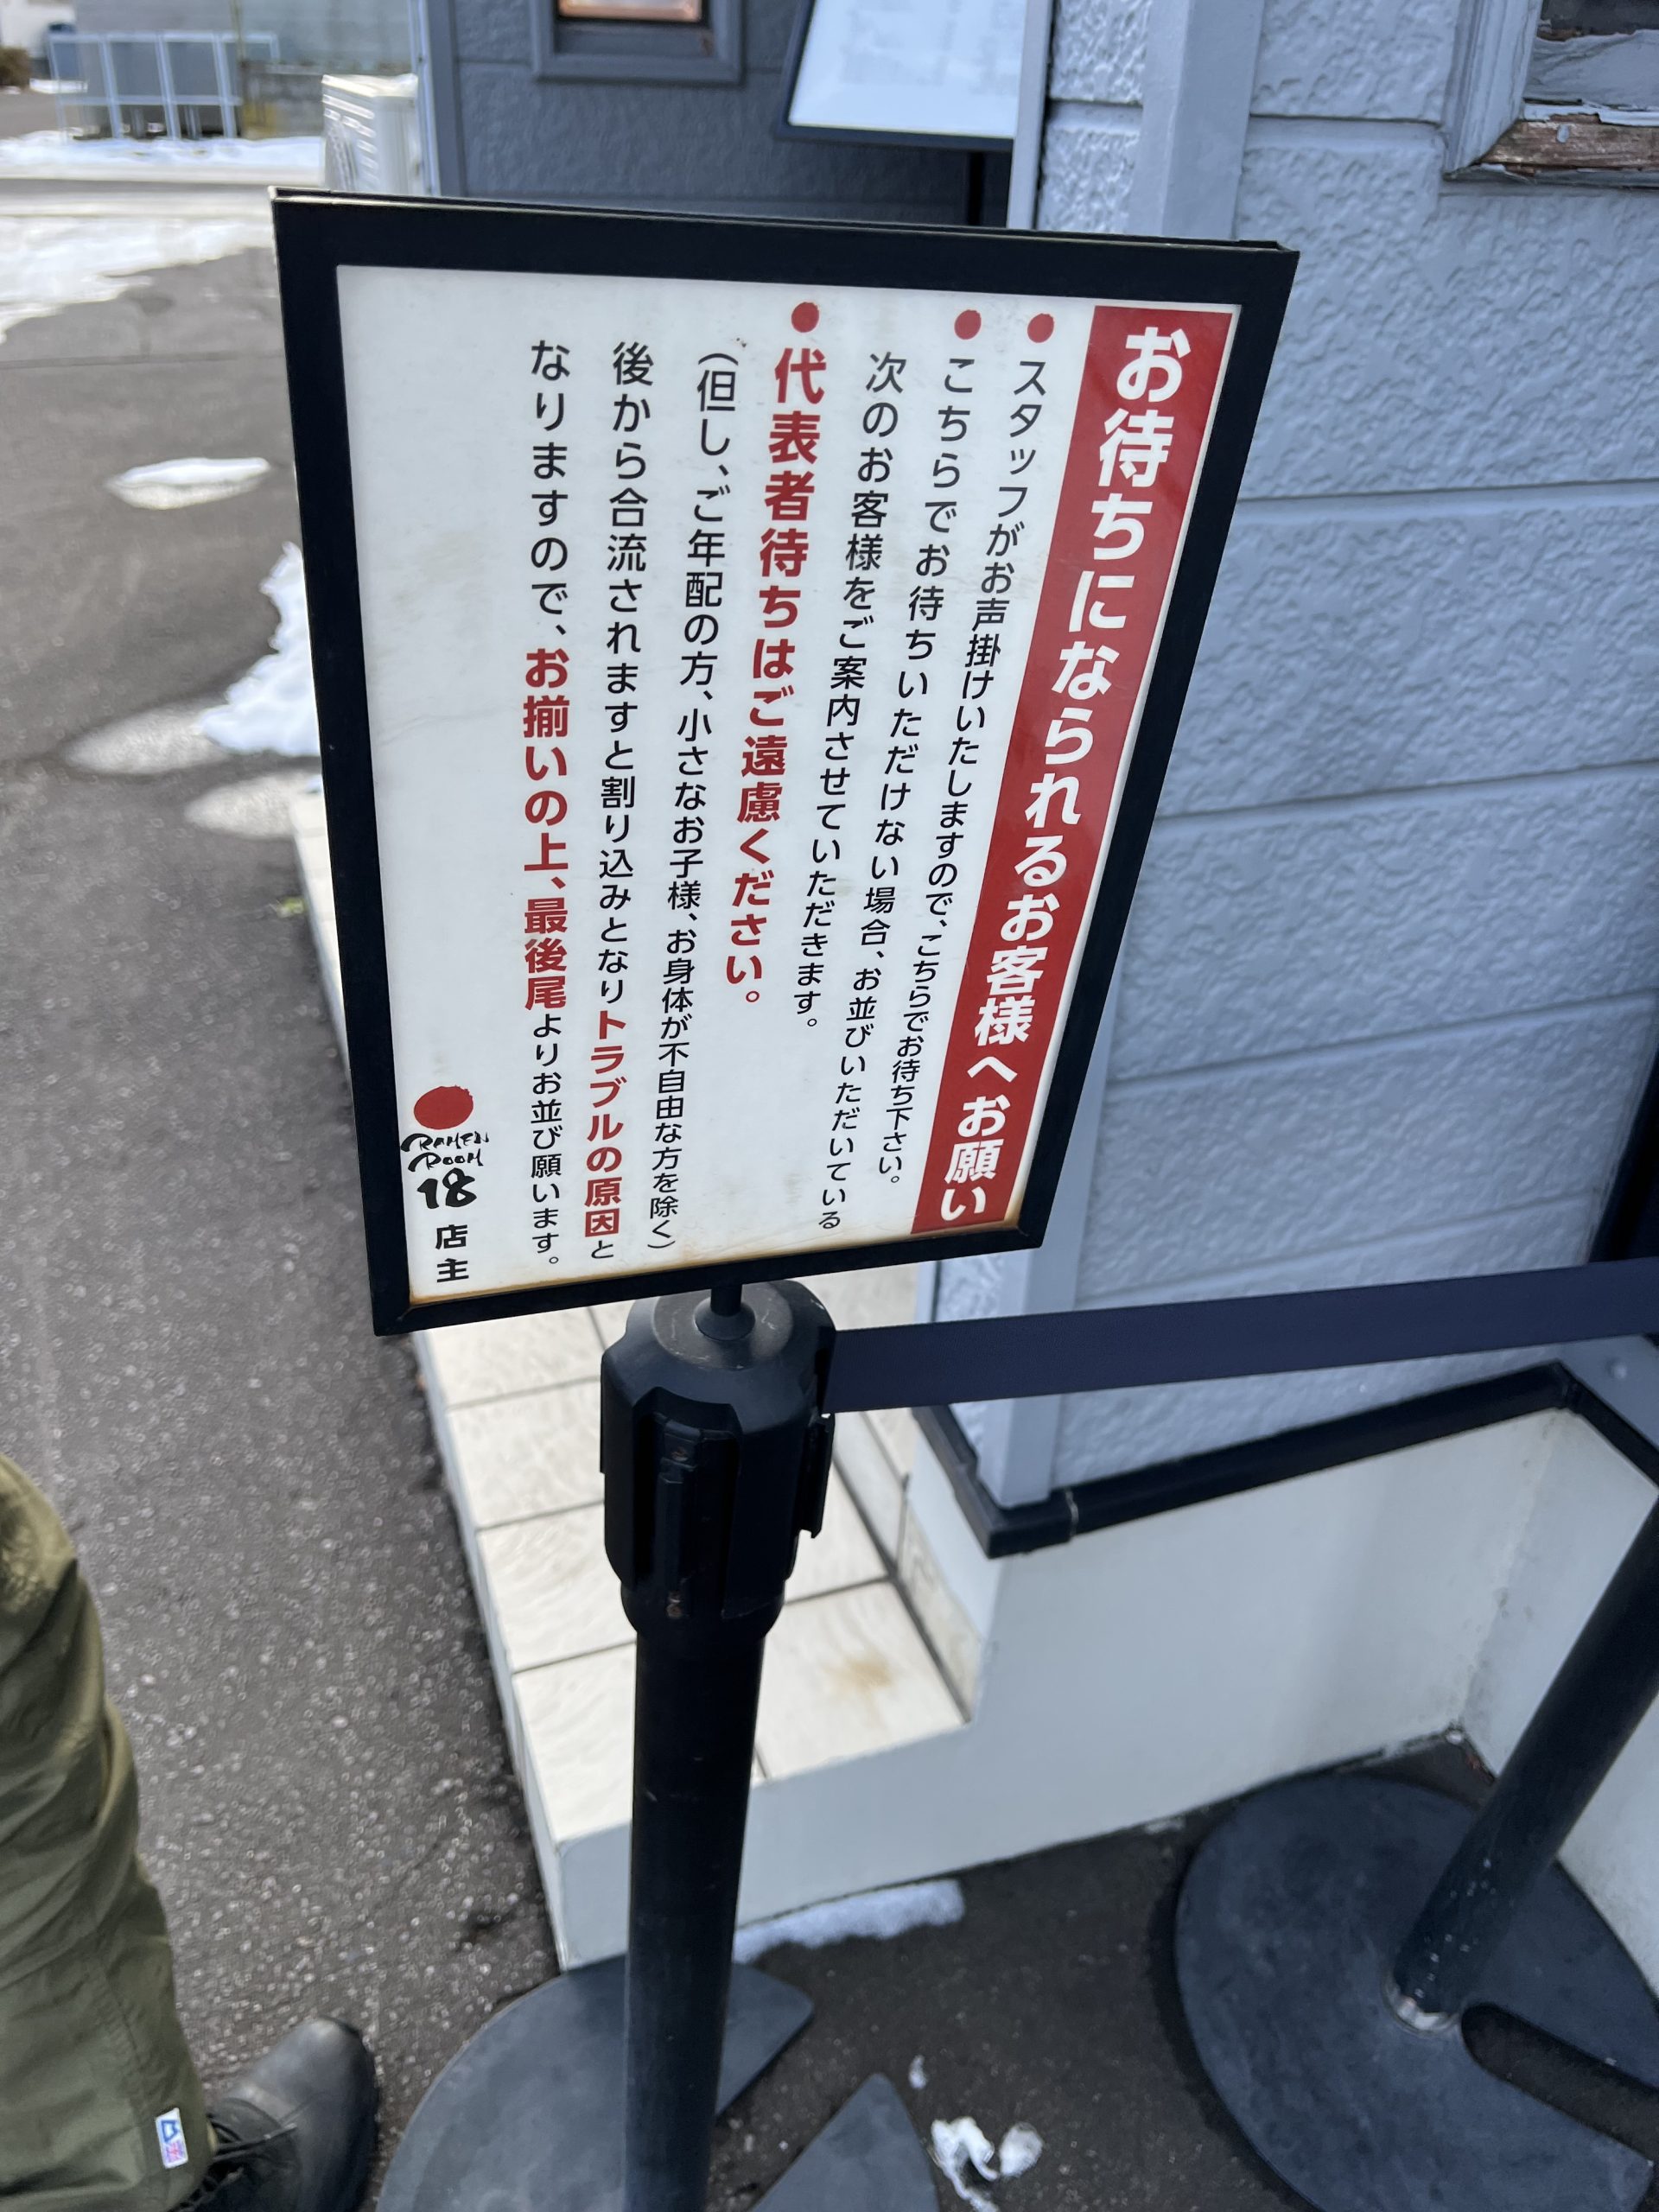 お待ちになられるお客様へお願い
●スタッフがお声掛けいたしますので、こちらでお待ち下さい。
●こちらでお待ちいただけない場合、お並びいただいている
次のお客様をご案内させていただきます。
●代表者待ちはご遠慮ください。
(但し、ご年配の方、小さなお子様、お身体が不自由な方を除く)
後から合流されますと割り込みとなりトラブルの原因と
なりますので、お揃いの上、最後尾よりお並び願います。
RAMEN
ROOM
18
店主